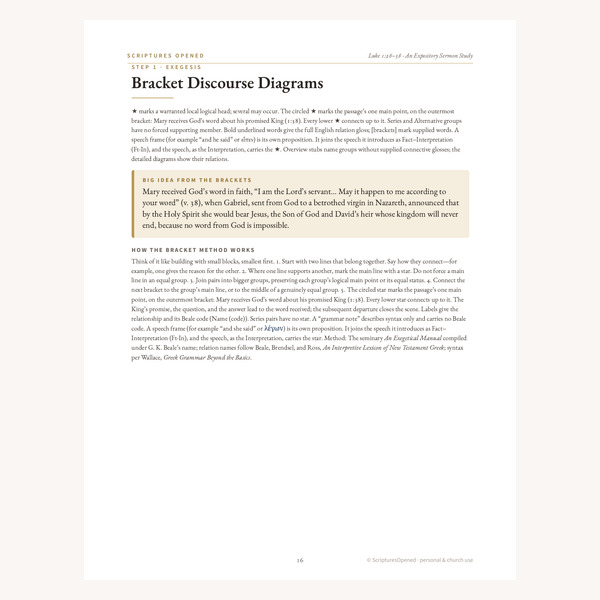 SCRIPTURES OPENED
Luke 1:26–38 · An Expository Sermon Study
STEP 1 · EXEGESIS
Bracket Discourse Diagrams
★ marks a warranted local logical head; several may occur. The circled ★ marks the passage's one main point, on the outermost
bracket: Mary received God's word about his promised King (1:38). Every lower ★ connects up to it. Series and Alternative groups
have no forced supporting member. Bold underlined words give the full English relation gloss; [brackets] mark supplied words. A
speech frame (for example “and he said” or εἶπεν) is its own proposition. It joins the speech it introduces as Fact–Interpretation
(Ft-In), and the speech, as the Interpretation, carries the ★. Overview stubs name groups without supplied connective glosses; the
detailed diagrams show their relations.
BIG IDEA FROM THE BRACKETS
Mary received God's word in faith, “I am the Lord's servant... May it happen to me according to
your word” (v. 38), when Gabriel, sent from God to a betrothed virgin in Nazareth, announced that
by the Holy Spirit she would bear Jesus, the Son of God and David's heir whose kingdom will never
end, because no word from God is impossible.
HOW THE BRACKET METHOD WORKS
Think of it like building with small blocks, smallest first. 1. Start with two lines that belong together. Say how they connect—for
example, one gives the reason for the other. 2. Where one line supports another, mark the main line with a star. Do not force a main
line in an equal group. 3. Join pairs into bigger groups, preserving each group's logical main point or its equal status. 4. Connect the
next bracket to the group's main line, or to the middle of a genuinely equal group. 5. The circled star marks the passage's one main
point, on the outermost bracket: Mary received God's word about his promised King (1:38). Every lower star connects up to it. The
King's promise, the question, and the answer lead to the word received; the subsequent departure closes the scene. Labels give the
relationship and its Beale code (Name (code)). Series pairs have no star. A “grammar note” describes syntax only and carries no Beale
code. A speech frame (for example “and she said” or λέγων) is its own proposition. It joins the speech it introduces as Fact–
Interpretation (Ft-In), and the speech, as the Interpretation, carries the star. Method: The seminary An Exegetical Manual compiled
under G. K. Beale's name; relation names follow Beale, Brendsel, and Ross, An Interpretive Lexicon of New Testament Greek; syntax
per Wallace, Greek Grammar Beyond the Basics.
16
© ScripturesOpened · personal & church use